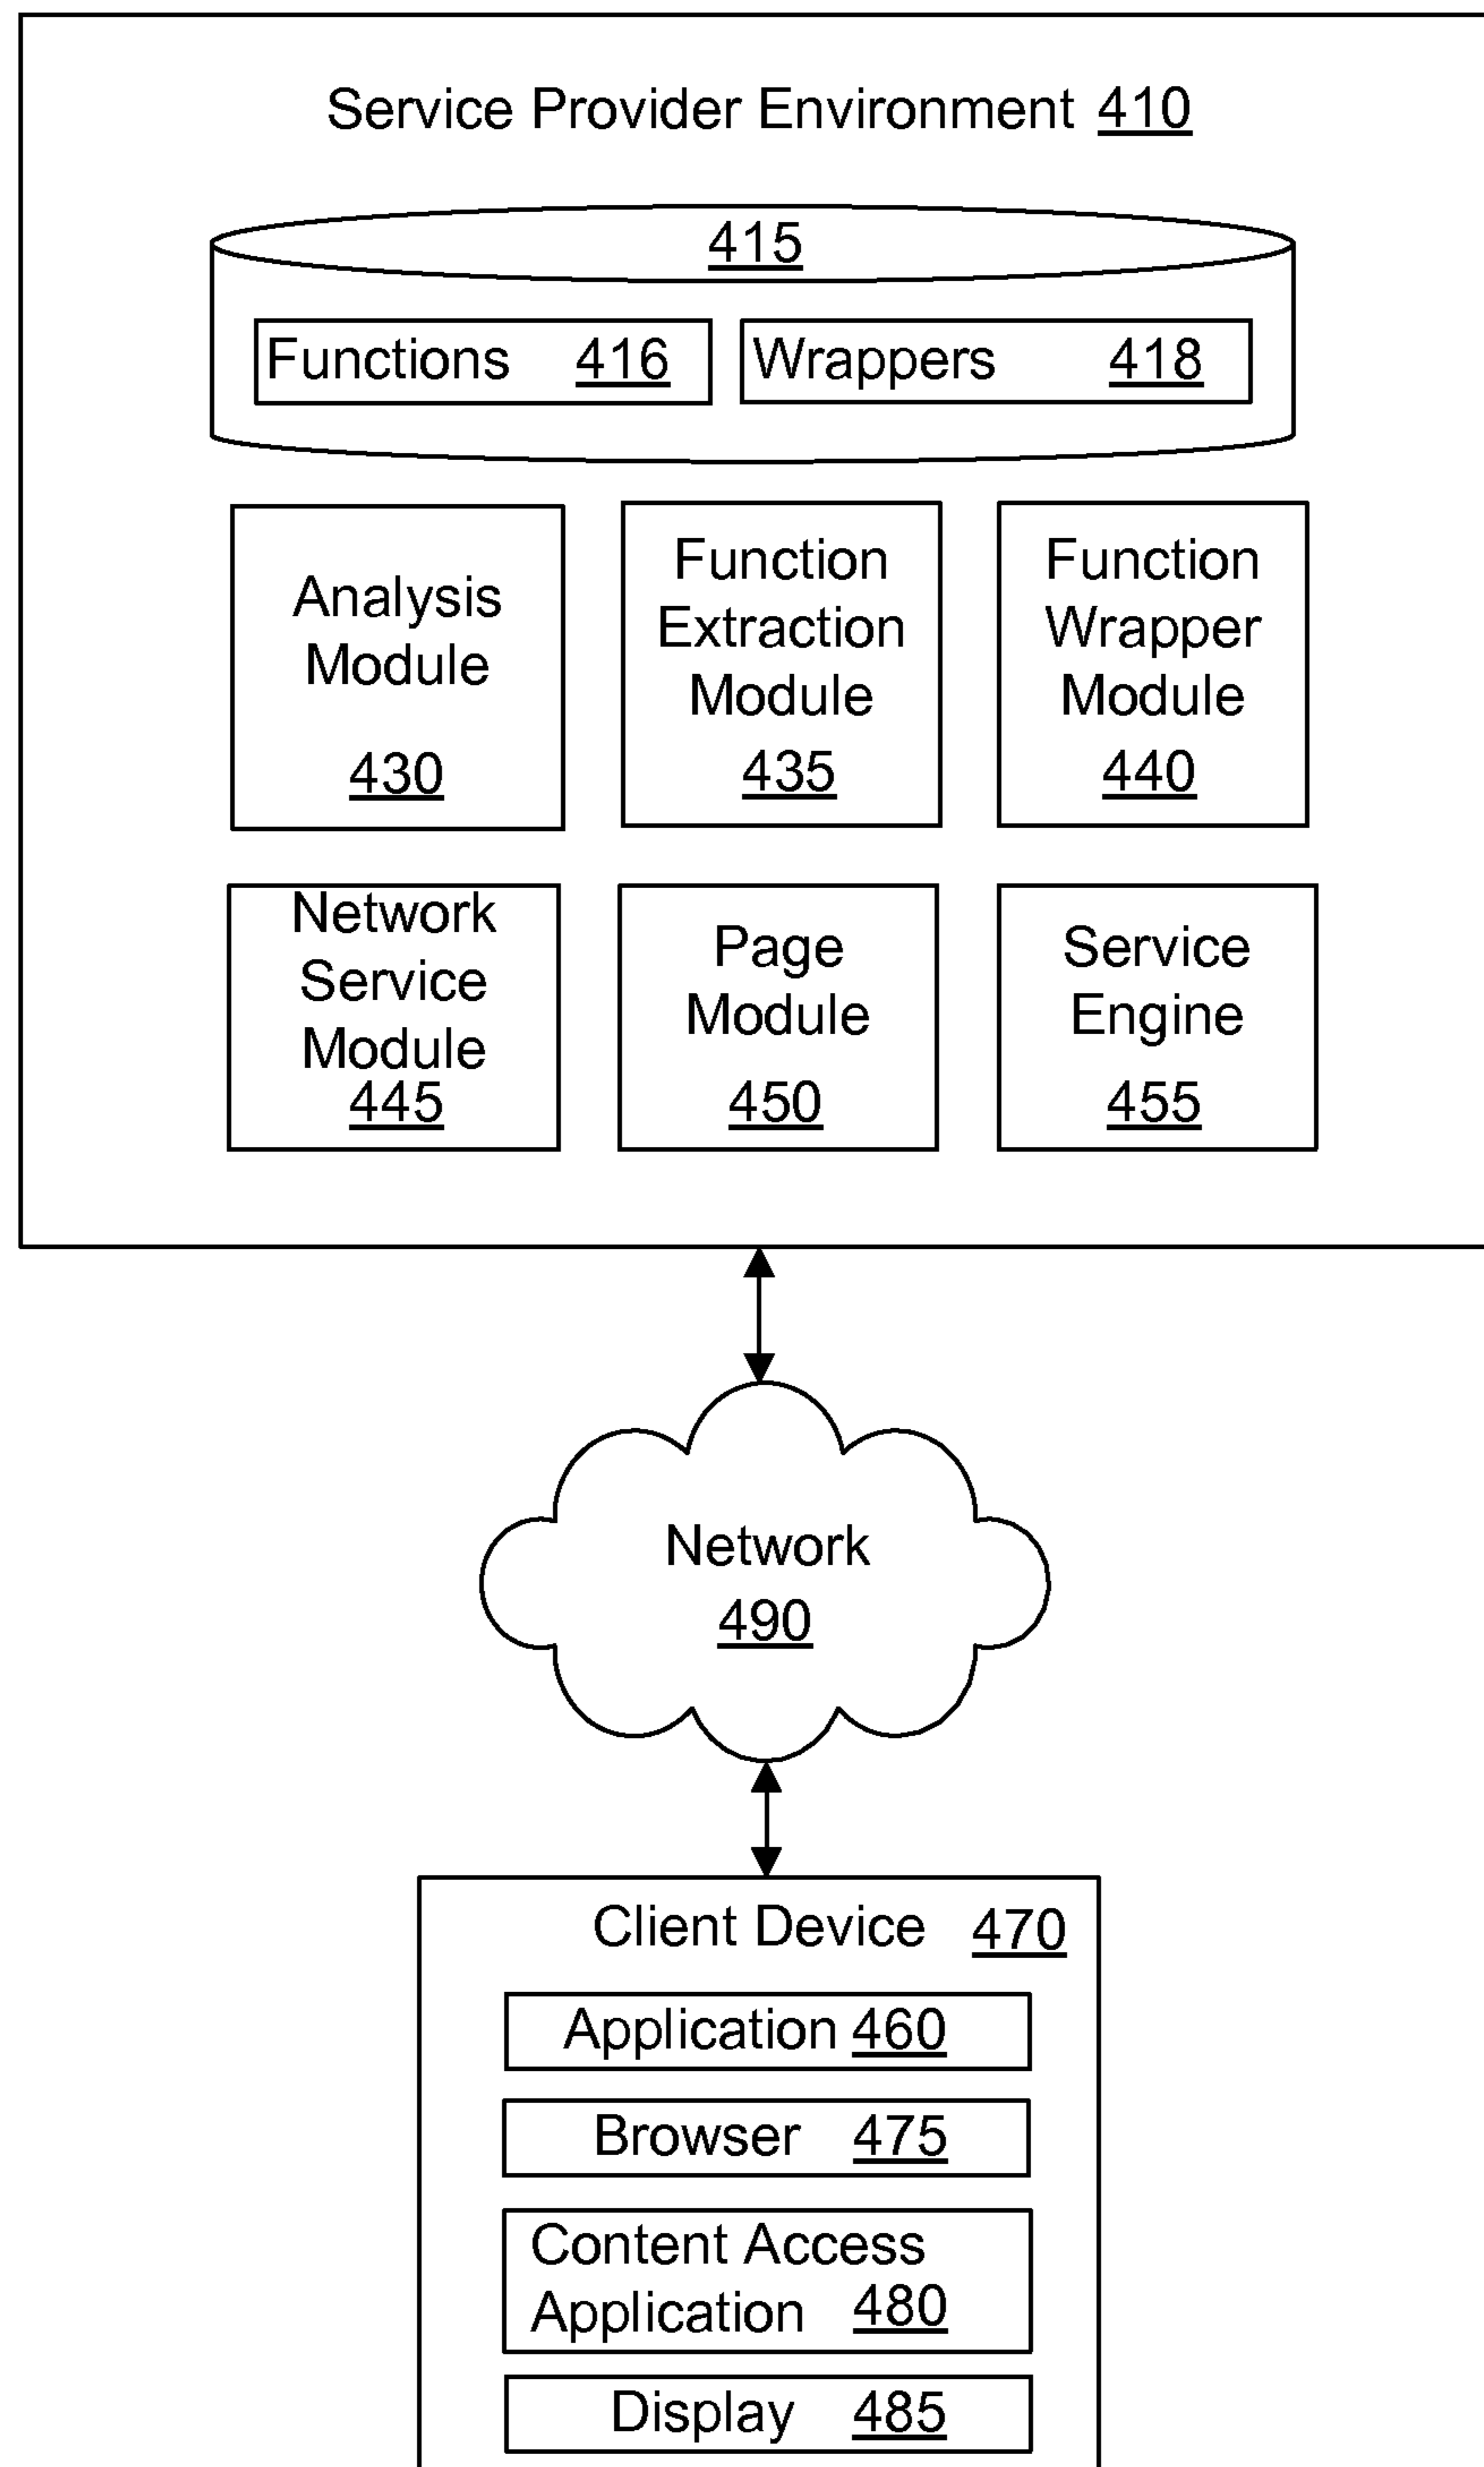 Service Provider Environment 410
415
Functions 416
Wrappers 418
Analysis
Module
430
Function
Extraction
Module
435
Function
Wrapper
Module
440
Network
Service
Module
445
Page
Module
450
Service
Engine
455
Network
490
Client Device 470
Application 460
Browser 475
Content Access
Application 480
Display 485